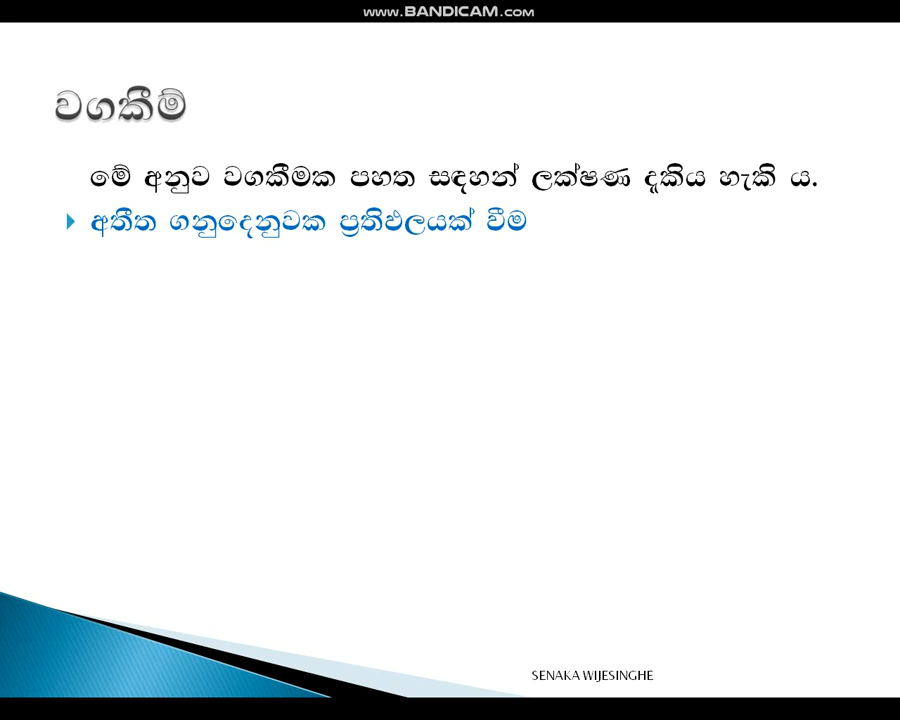 www.BANDICAM.com
වගකීම්
මේ අනුව වගකීමක පහත සඳහන් ලක්ෂණ දැකිය හැකි ය.
අතීත ගනුදෙනුවක ප්‍රතිඵලයක් වීම
SENAKA WIJESINGHE